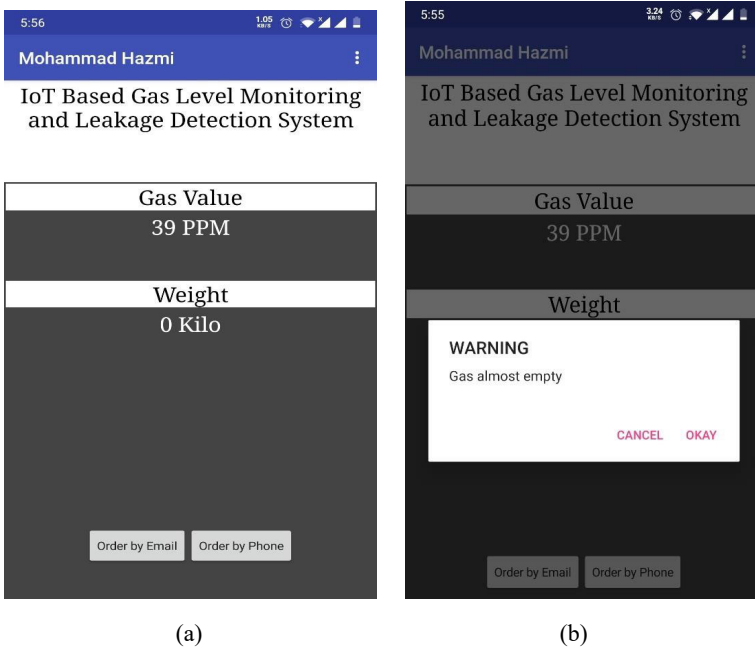 5:56
1.05
KB/S
Mohammad Hazmi
IoT Based Gas Level Monitoring
and Leakage Detection System
Gas Value
39 PPM
Weight
0 Kilo
Order by Email
Order by Phone
(a)
5:55
3.24
KB/S
Mohammad Hazmi
IoT Based Gas Level Monitoring
and Leakage Detection System
Gas Value
39 PPM
Weight
WARNING
Gas almost empty
CANCEL
OKAY
Order by Email
Order by Phone
(b)